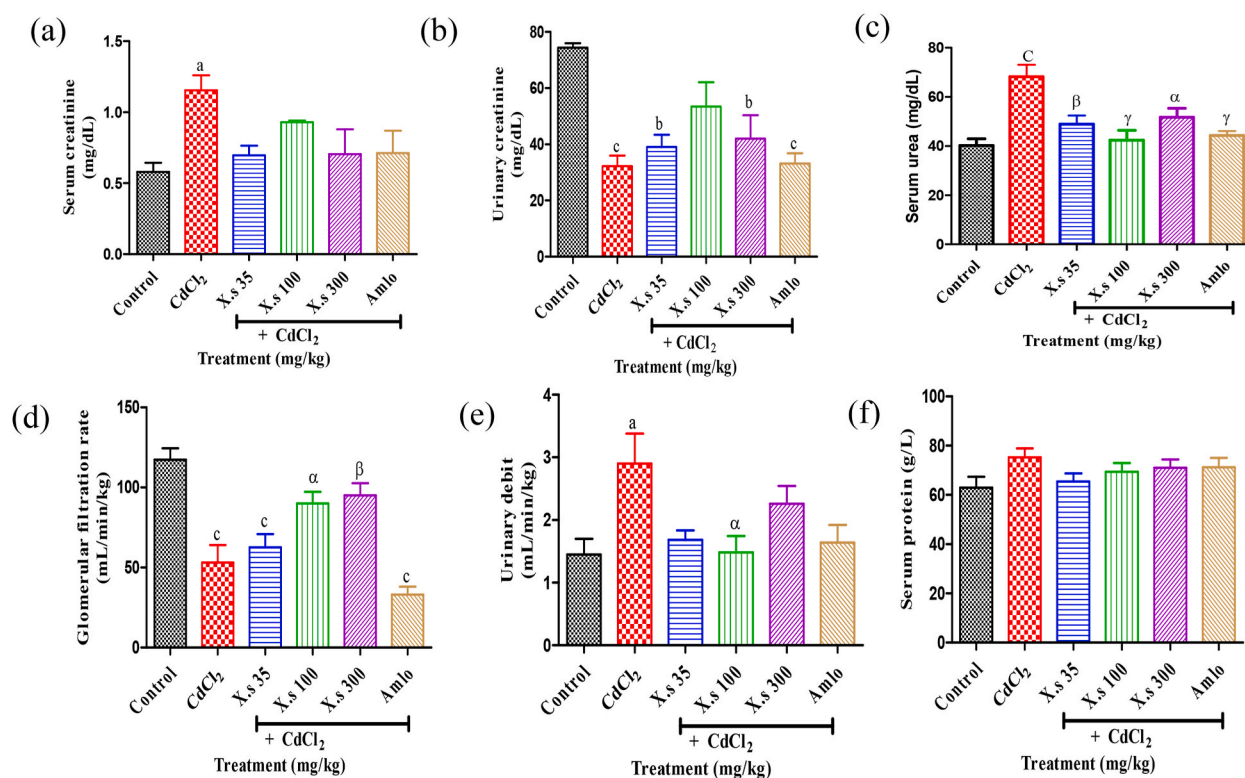 (a)
Serum creatinine
(mg/dL)
1.5
1.0
0.5
0.0
a
Control
CdCl₂
X.s 35
X.s 100
X.s 300
Amlo
+ CdCl₂
Treatment (mg/kg)
(b)
Urinary creatinine
(mg/dL)
80
60
40
20
0
c
b
b
c
Control
CdCl₂
X.s 35
X.s 100
X.s 300
Amlo
+ CdCl₂
Treatment (mg/kg)
(c)
Serum urea (mg/dL)
80
60
40
20
0
C
β
γ
α
γ
Control
CdCl₂
X.s 35
X.s 100
X.s 300
Amlo
+ CdCl₂
Treatment (mg/kg)
(d)
Glomerular filtration rate
(mL/min/kg)
150
100
50
0
c
c
α
β
c
Control
CdCl₂
X.s 35
X.s 100
X.s 300
Amlo
+ CdCl₂
Treatment (mg/kg)
(e)
Urinary debit
(mL/min/kg)
4
3
2
1
0
a
α
Control
CdCl₂
X.s 35
X.s 100
X.s 300
Amlo
+ CdCl₂
Treatment (mg/kg)
(f)
Serum protein (g/L)
100
80
60
40
20
0
Control
CdCl₂
X.s 35
X.s 100
X.s 300
Amlo
+ CdCl₂
Treatment (mg/kg)